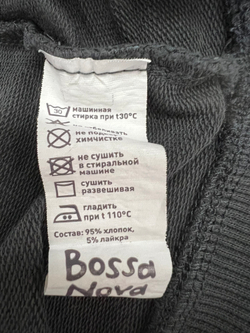 машинная
стирка при t30°C
не подвергать
химчистке
не сушить
в стиральной
машине
сушить
развешивая
гладить
при t 110°C
Состав: 95% хлопок,
5% лайкра
Bossa
Nova